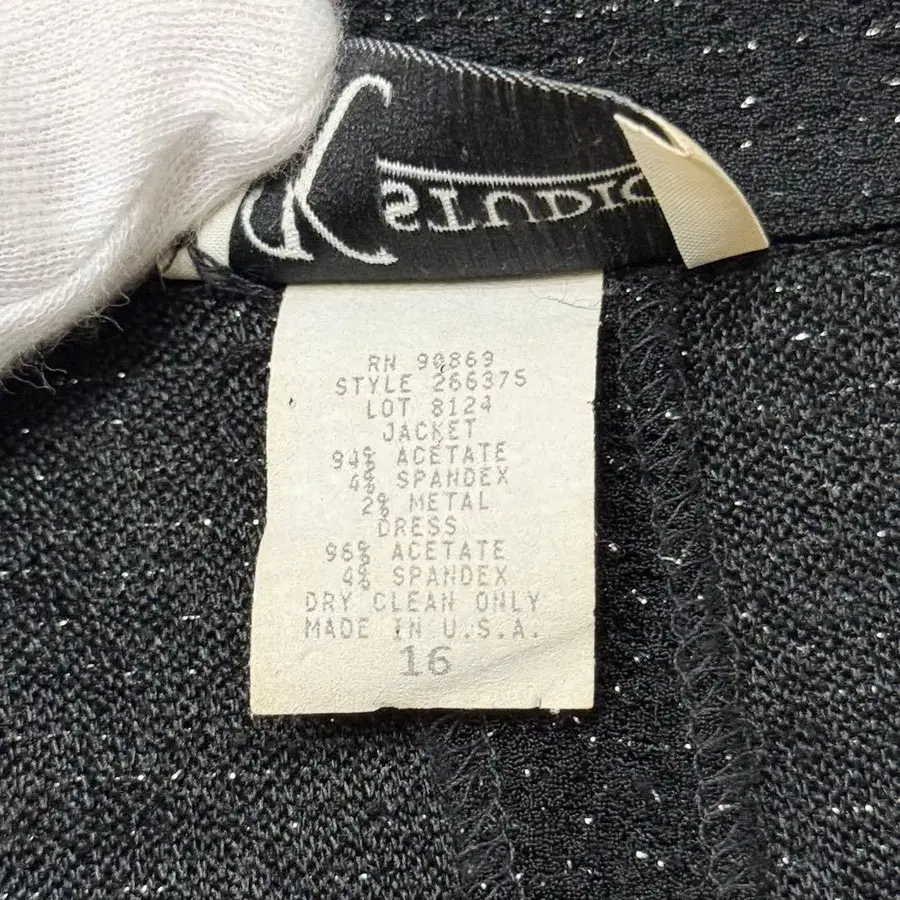 STUDIO
RN 90869
STYLE 266375
LOT 8124
JACKET
94% ACETATE
4% SPANDEX
2% METAL
DRESS
96% ACETATE
4% SPANDEX
DRY CLEAN ONLY
MADE IN U.S.A.
16